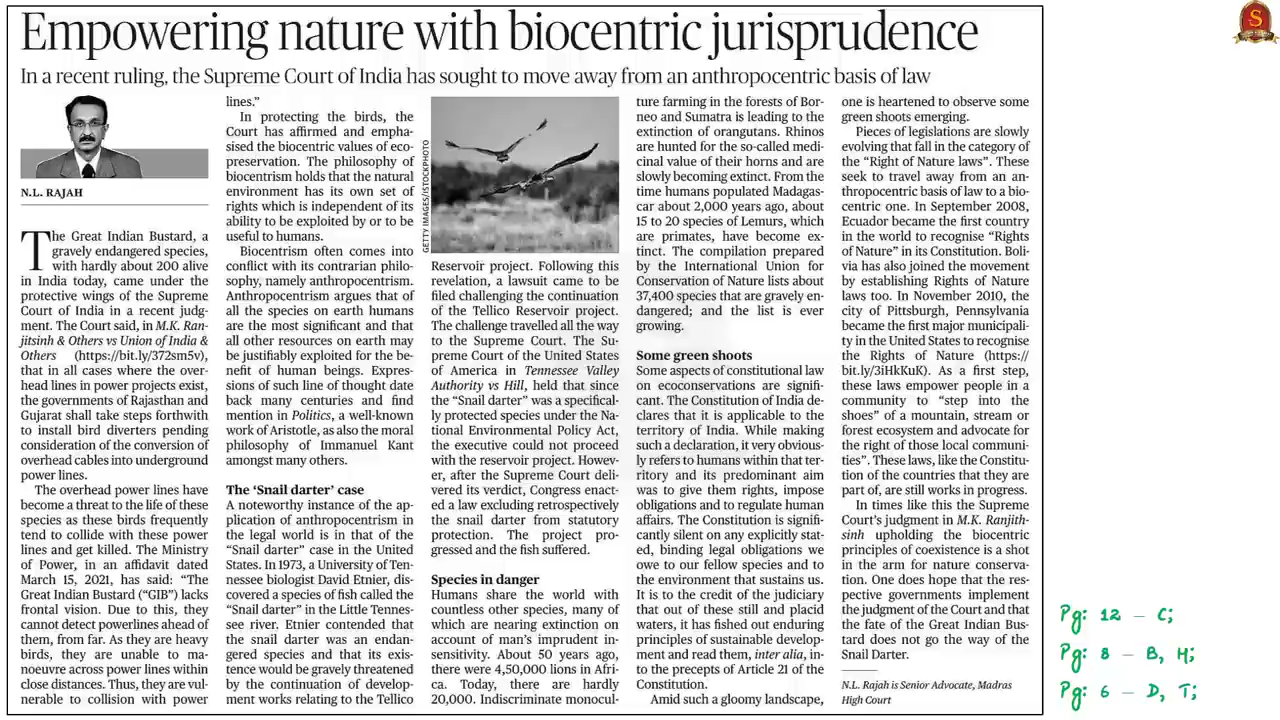 Empowering nature with biocentric jurisprudence
In a recent ruling, the Supreme Court of India has sought to move away from an anthropocentric basis of law
N.L. RAJAH
The Great Indian Bustard, a
gravely endangered species,
with hardly about 200 alive
in India today, came under the
protective wings of the Supreme
Court of India in a recent judg-
ment. The Court said, in M.K. Ran-
jitsinh & Others vs Union of India &
Others (https://bit.ly/372sm5v),
that in all cases where the over-
head lines in power projects exist,
the governments of Rajasthan and
Gujarat shall take steps forthwith
to install bird diverters pending
consideration of the conversion of
overhead cables into underground
power lines.
The overhead power lines have
become a threat to the life of these
species as these birds frequently
tend to collide with these power
lines and get killed. The Ministry
of Power, in an affidavit dated
March 15, 2021, has said: “The
Great Indian Bustard (“GIB”) lacks
frontal vision. Due to this, they
cannot detect powerlines ahead of
them, from far. As they are heavy
birds, they are unable to ma-
noeuvre across power lines within
close distances. Thus, they are vul-
nerable to collision with power
lines.”
In protecting the birds, the
Court has affirmed and empha-
sised the biocentric values of eco-
preservation. The philosophy of
biocentrism holds that the natural
environment has its own set of
rights which is independent of its
ability to be exploited by or to be
useful to humans.
Biocentrism often comes into
conflict with its contrarian philo-
sophy, namely anthropocentrism.
Anthropocentrism argues that of
all the species on earth humans
are the most significant and that
all other resources on earth may
be justifiably exploited for the be-
nefit of human beings. Expres-
sions of such line of thought date
back many centuries and find
mention in Politics, a well-known
work of Aristotle, as also the moral
philosophy of Immanuel Kant
amongst many others.
The ‘Snail darter’ case
A noteworthy instance of the ap-
plication of anthropocentrism in
the legal world is in that of the
“Snail darter” case in the United
States. In 1973, a University of Ten-
nessee biologist David Etnier, dis-
covered a species of fish called the
“Snail darter” in the Little Tennes-
see river. Etnier contended that
the snail darter was an endan-
gered species and that its exis-
tence would be gravely threatened
by the continuation of develop-
ment works relating to the Tellico
GETTY IMAGES/ISTOCKPHOTO
Reservoir project. Following this
revelation, a lawsuit came to be
filed challenging the continuation
of the Tellico Reservoir project.
The challenge travelled all the way
to the Supreme Court. The Su-
preme Court of the United States
of America in Tennessee Valley
Authority vs Hill, held that since
the “Snail darter” was a specifical-
ly protected species under the Na-
tional Environmental Policy Act,
the executive could not proceed
with the reservoir project. Howev-
er, after the Supreme Court deli-
vered its verdict, Congress enact-
ed a law excluding retrospectively
the snail darter from statutory
protection. The project pro-
gressed and the fish suffered.
Species in danger
Humans share the world with
countless other species, many of
which are nearing extinction on
account of man’s imprudent in-
sensitivity. About 50 years ago,
there were 4,50,000 lions in Afri-
ca. Today, there are hardly
20,000. Indiscriminate monocul-
ture farming in the forests of Bor-
neo and Sumatra is leading to the
extinction of orangutans. Rhinos
are hunted for the so-called medi-
cinal value of their horns and are
slowly becoming extinct. From the
time humans populated Madagas-
car about 2,000 years ago, about
15 to 20 species of Lemurs, which
are primates, have become ex-
tinct. The compilation prepared
by the International Union for
Conservation of Nature lists about
37,400 species that are gravely en-
dangered; and the list is ever
growing.
Some green shoots
Some aspects of constitutional law
on ecoconservations are signifi-
cant. The Constitution of India de-
clares that it is applicable to the
territory of India. While making
such a declaration, it very obvious-
ly refers to humans within that ter-
ritory and its predominant aim
was to give them rights, impose
obligations and to regulate human
affairs. The Constitution is signifi-
cantly silent on any explicitly stat-
ed, binding legal obligations we
owe to our fellow species and to
the environment that sustains us.
It is to the credit of the judiciary
that out of these still and placid
waters, it has fished out enduring
principles of sustainable develop-
ment and read them, inter alia, in-
to the precepts of Article 21 of the
Constitution.
Amid such a gloomy landscape,
one is heartened to observe some
green shoots emerging.
Pieces of legislations are slowly
evolving that fall in the category of
the “Right of Nature laws”. These
seek to travel away from an an-
thropocentric basis of law to a bio-
centric one. In September 2008,
Ecuador became the first country
in the world to recognise “Rights
of Nature” in its Constitution. Boli-
via has also joined the movement
by establishing Rights of Nature
laws too. In November 2010, the
city of Pittsburgh, Pennsylvania
became the first major municipali-
ty in the United States to recognise
the Rights of Nature (https://
bit.ly/3iHkKuK). As a first step,
these laws empower people in a
community to “step into the
shoes” of a mountain, stream or
forest ecosystem and advocate for
the right of those local communi-
ties”. These laws, like the Constitu-
tion of the countries that they are
part of, are still works in progress.
In times like this the Supreme
Court’s judgment in M.K. Ranjith-
sinh upholding the biocentric
principles of coexistence is a shot
in the arm for nature conserva-
tion. One does hope that the res-
pective governments implement
the judgment of the Court and that
the fate of the Great Indian Bus-
tard does not go the way of the
Snail Darter.
N.L. Rajah is Senior Advocate, Madras
High Court
S
Pg: 12 – C;
Pg: 8 – B, H;
Pg: 6 – D, T;